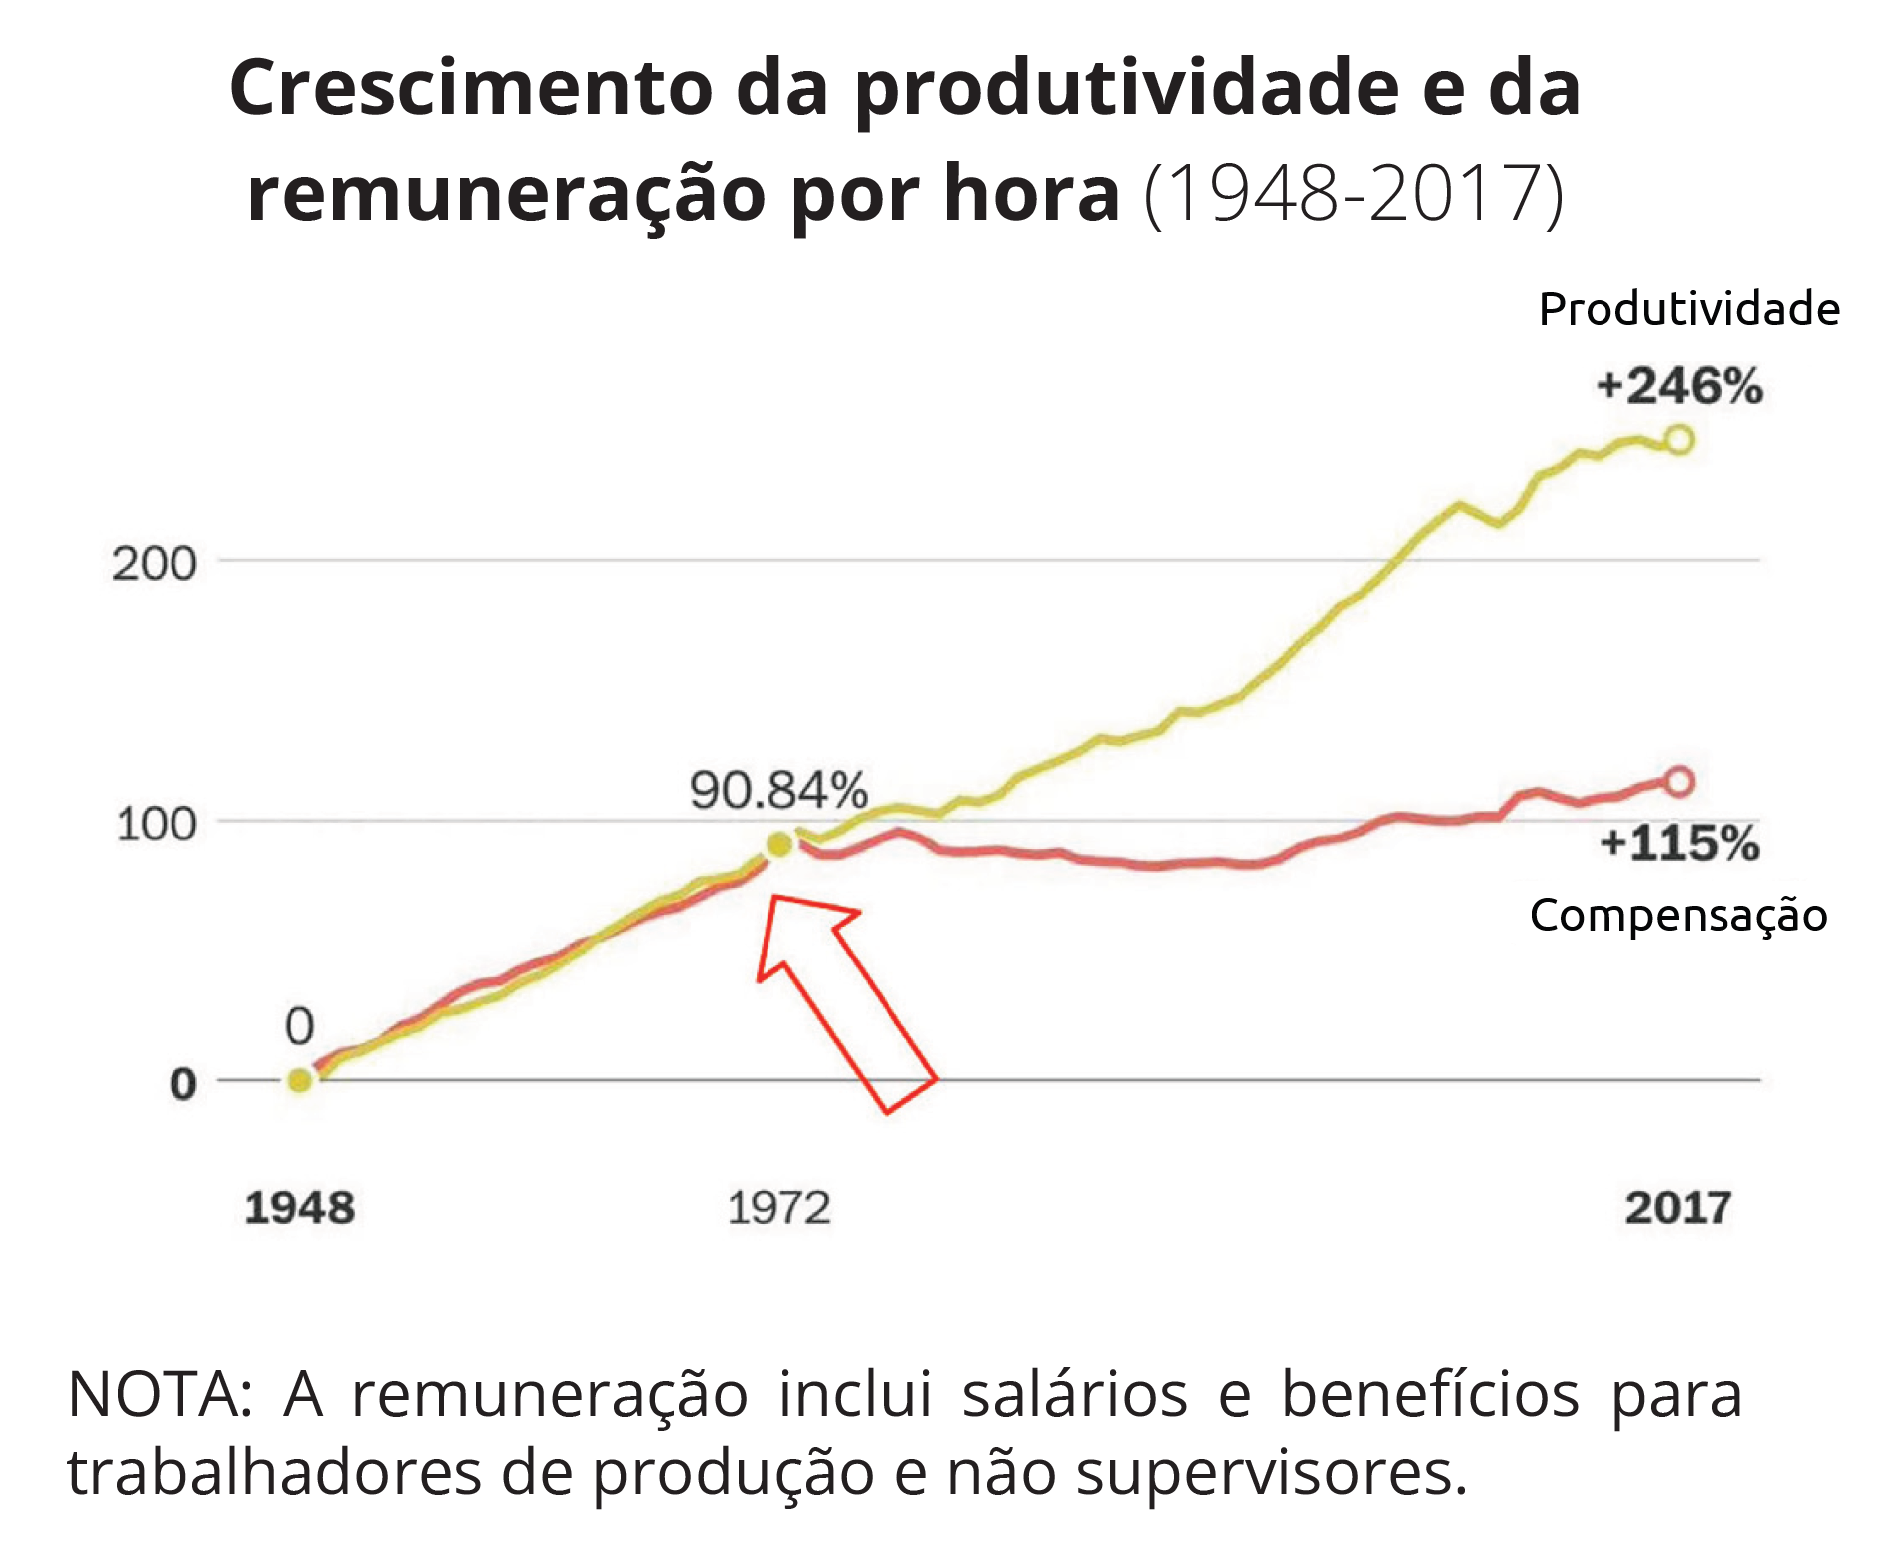 Crescimento da produtividade e da
remuneração por hora (1948-2017)
Produtividade
+246%
200
90.84%
100
+115%
Compensação
0
0
1948
1972
2017
NOTA: A remuneração inclui salários e benefícios para
trabalhadores de produção e não supervisores.